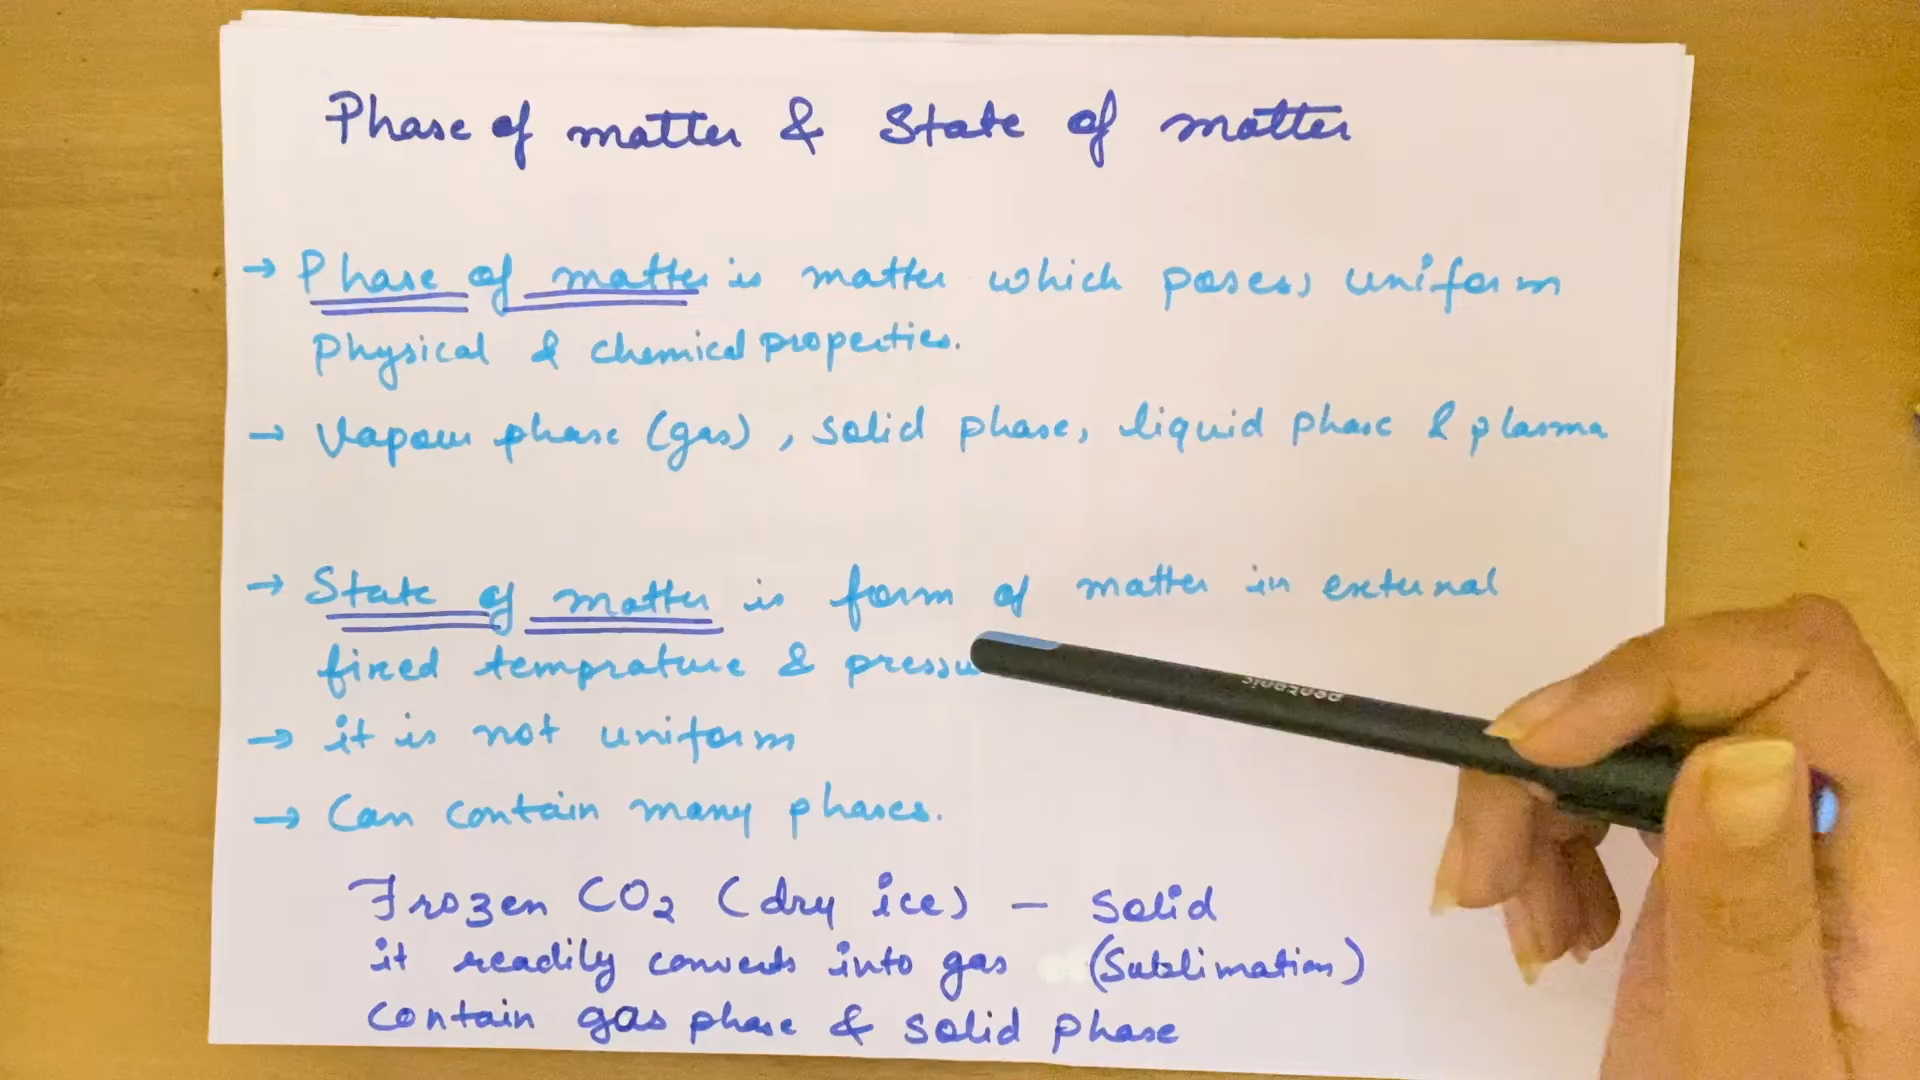 Phase of matter & State of matter
→ Phase of matter is matter which poses, uniform
Physical & chemical properties.
→ Vapour phase (gas), solid phase, liquid phase & plasma
→ State of matter is form of matter in external
fixed temprature & pressu
pentonic
→ it is not uniform
→ Can contain many phases.
Frozen CO2 (dry ice) – Solid
it readily converts into gas (Sublimation)
contain gas phase & solid phase